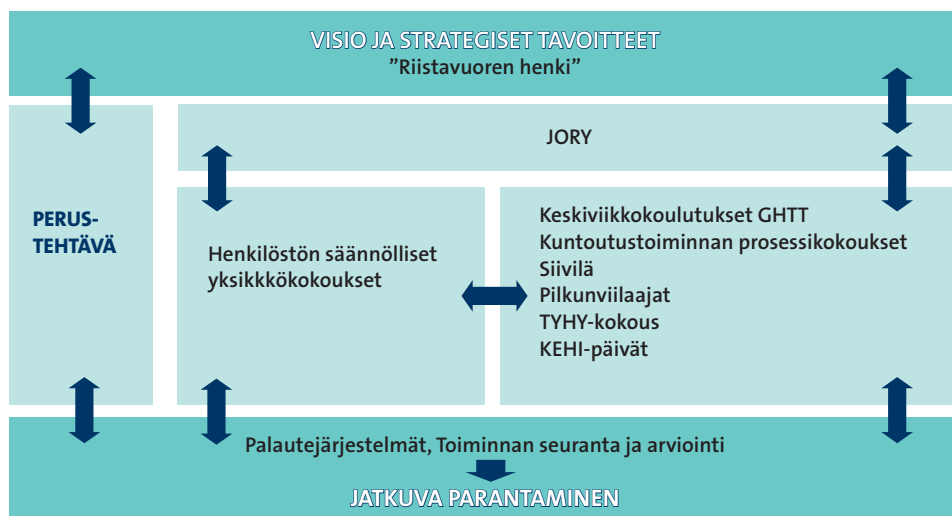 VISIO JA STRATEGISET TAVOITTEET
”Riistavuoren henki”
JORY
PERUS-
TEHTÄVÄ
Henkilöstön säännölliset
yksikkkökokoukset
Keskiviikkokoulutukset GHTT
Kuntoutustoiminnan prosessikokoukset
Siivilä
Pilkunviilaajat
TYHY-kokous
KEHI-päivät
Palautejärjestelmät, Toiminnan seuranta ja arviointi
JATKUVA PARANTAMINEN